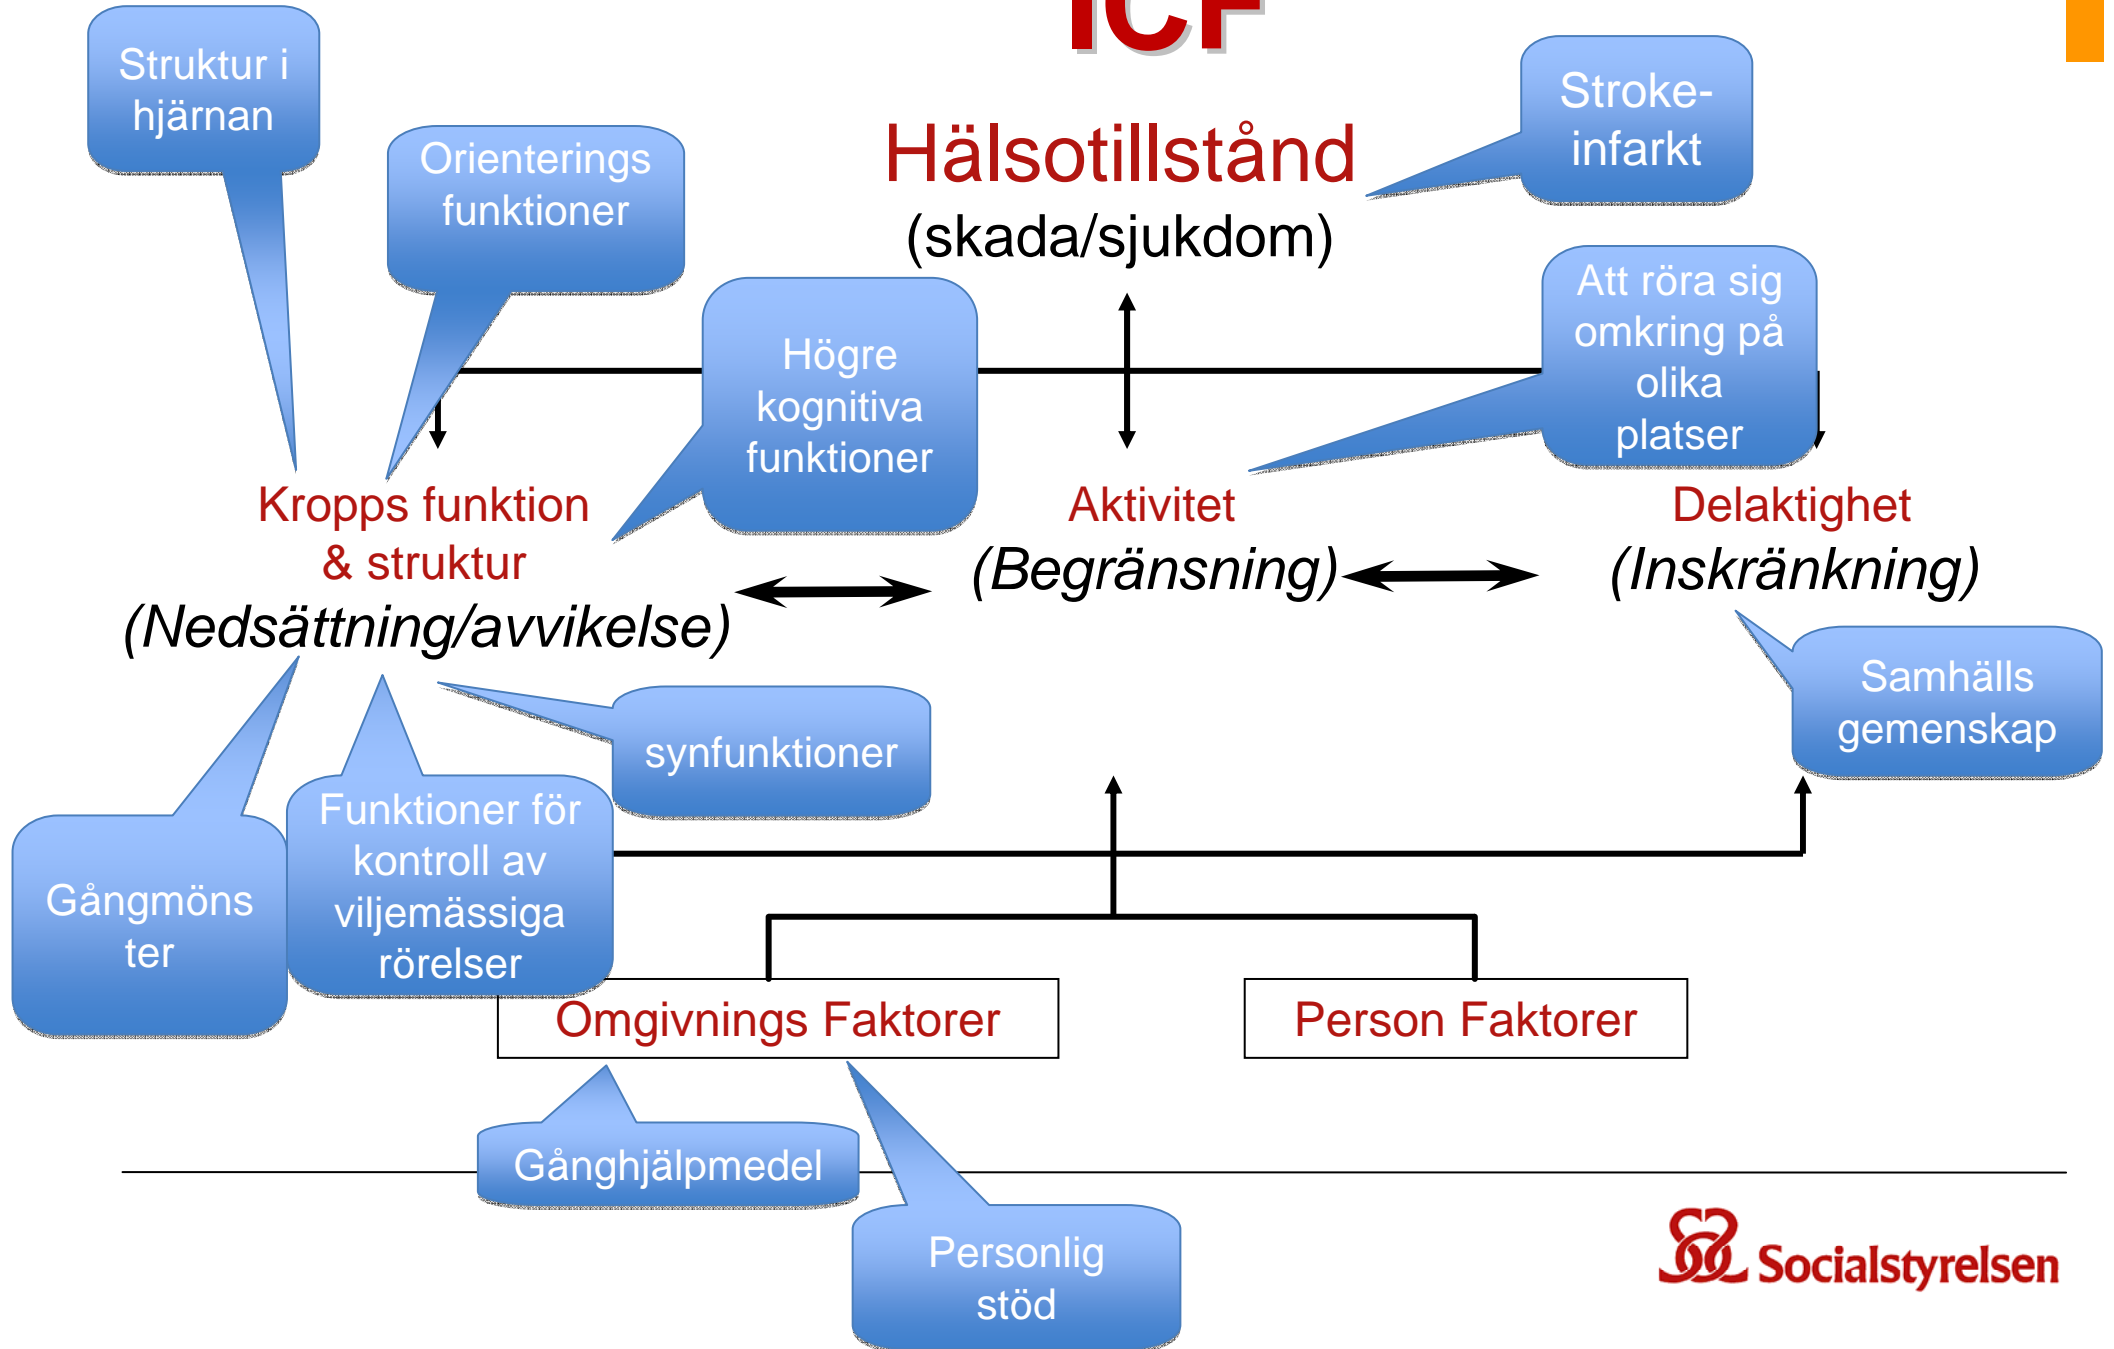 ICF
Struktur i
hjärnan
Orienterings
funktioner
Hälsotillstånd
(skada/sjukdom)
Stroke-
infarkt
Högre
kognitiva
funktioner
Att röra sig
omkring på
olika
platser
Kropps funktion
& struktur
(Nedsättning/avvikelse)
Aktivitet
(Begränsning)
Delaktighet
(Inskränkning)
synfunktioner
Samhälls
gemenskap
Gångmöns
ter
Funktioner för
kontroll av
viljemässiga
rörelser
Omgivnings Faktorer
Person Faktorer
Gånghjälpmedel
Personlig
stöd
Socialstyrelsen